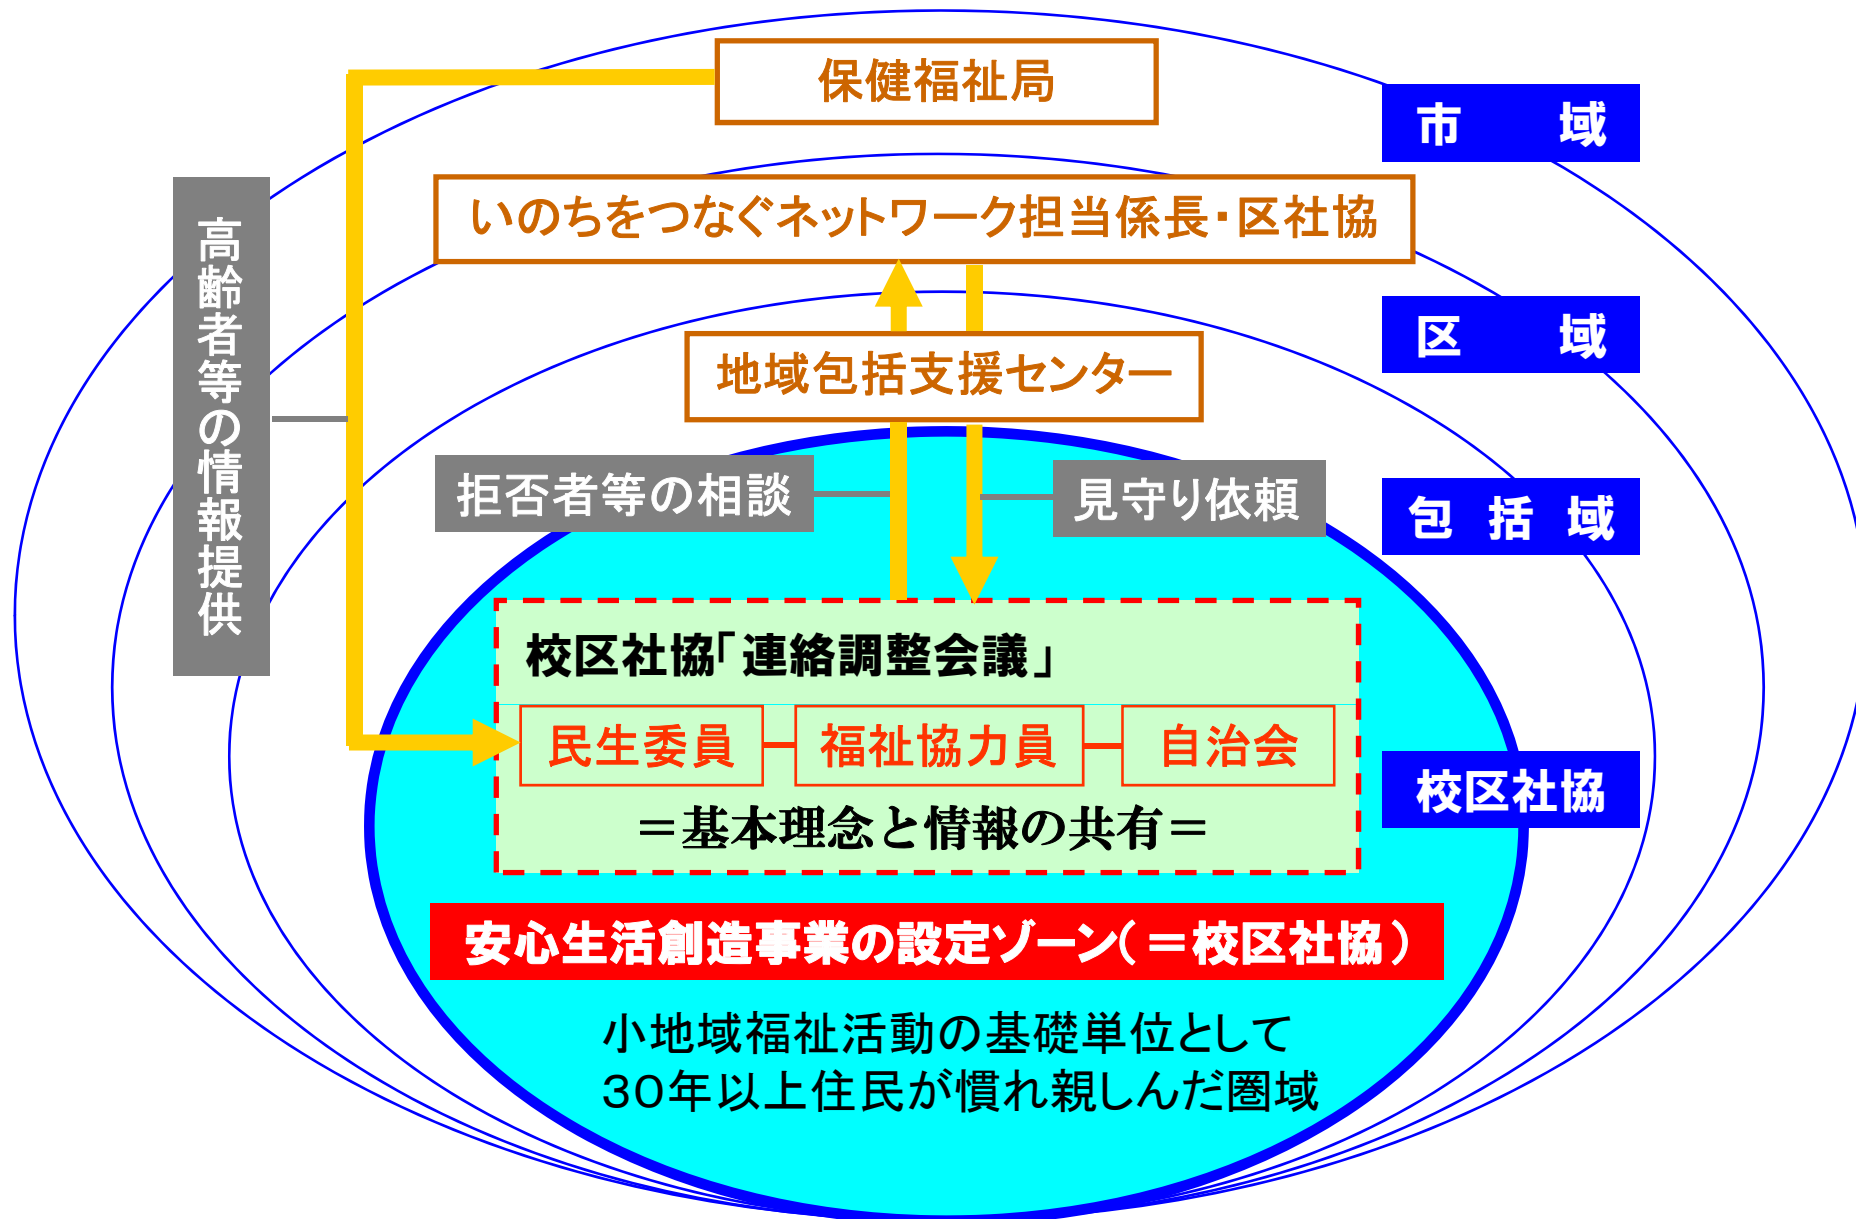 保健福祉局
市　　域
いのちをつなぐネットワーク担当係長・区社協
高齢者等の情報提供
区　　域
地域包括支援センター
拒否者等の相談
見守り依頼
包　括　域
校区社協「連絡調整会議」
民生委員
福祉協力員
自治会
校区社協
＝基本理念と情報の共有＝
安心生活創造事業の設定ゾーン（＝校区社協）
小地域福祉活動の基礎単位として
３０年以上住民が慣れ親しんだ圏域